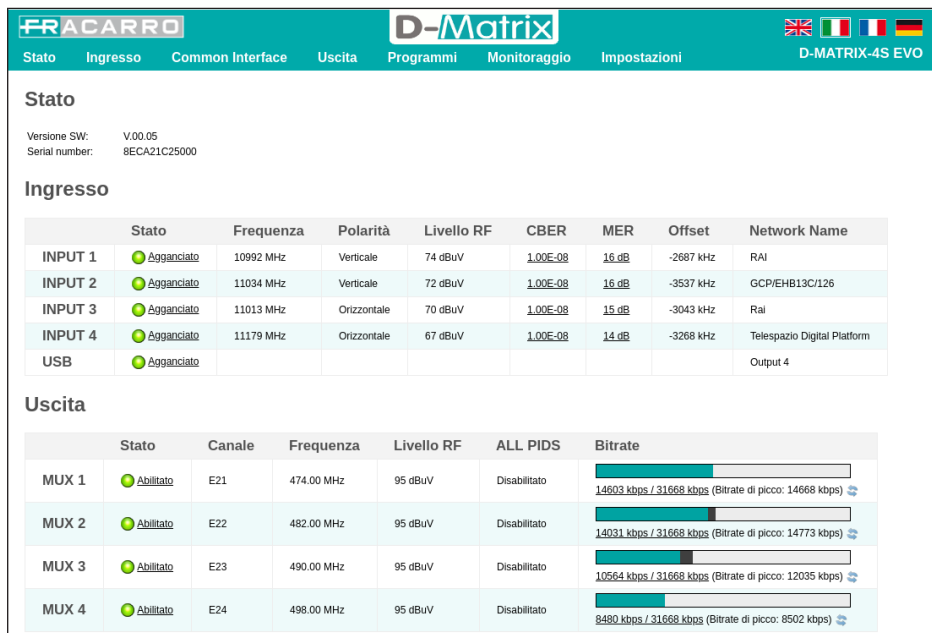 FRACARRO
D-Matrix
Stato Ingresso Common Interface Uscita Programmi Monitoraggio Impostazioni D-MATRIX-4S EVO
Stato
Versione SW: V.00.05
Serial number: 8ECA21C25000
Ingresso
Stato Frequenza Polarità Livello RF CBER MER Offset Network Name
INPUT 1 Agganciato 10992 MHz Verticale 74 dBuV 1.00E-08 16 dB -2687 kHz RAI
INPUT 2 Agganciato 11034 MHz Verticale 72 dBuV 1.00E-08 16 dB -3537 kHz GCP/EHB13C/126
INPUT 3 Agganciato 11013 MHz Orizzontale 70 dBuV 1.00E-08 15 dB -3043 kHz Rai
INPUT 4 Agganciato 11179 MHz Orizzontale 67 dBuV 1.00E-08 14 dB -3268 kHz Telespazio Digital Platform
USB Agganciato Output 4
Uscita
Stato Canale Frequenza Livello RF ALL PIDS Bitrate
MUX 1 Abilitato E21 474.00 MHz 95 dBuV Disabilitato 14603 kbps / 31668 kbps (Bitrate di picco: 14668 kbps)
MUX 2 Abilitato E22 482.00 MHz 95 dBuV Disabilitato 14031 kbps / 31668 kbps (Bitrate di picco: 14773 kbps)
MUX 3 Abilitato E23 490.00 MHz 95 dBuV Disabilitato 10564 kbps / 31668 kbps (Bitrate di picco: 12035 kbps)
MUX 4 Abilitato E24 498.00 MHz 95 dBuV Disabilitato 8480 kbps / 31668 kbps (Bitrate di picco: 8502 kbps)